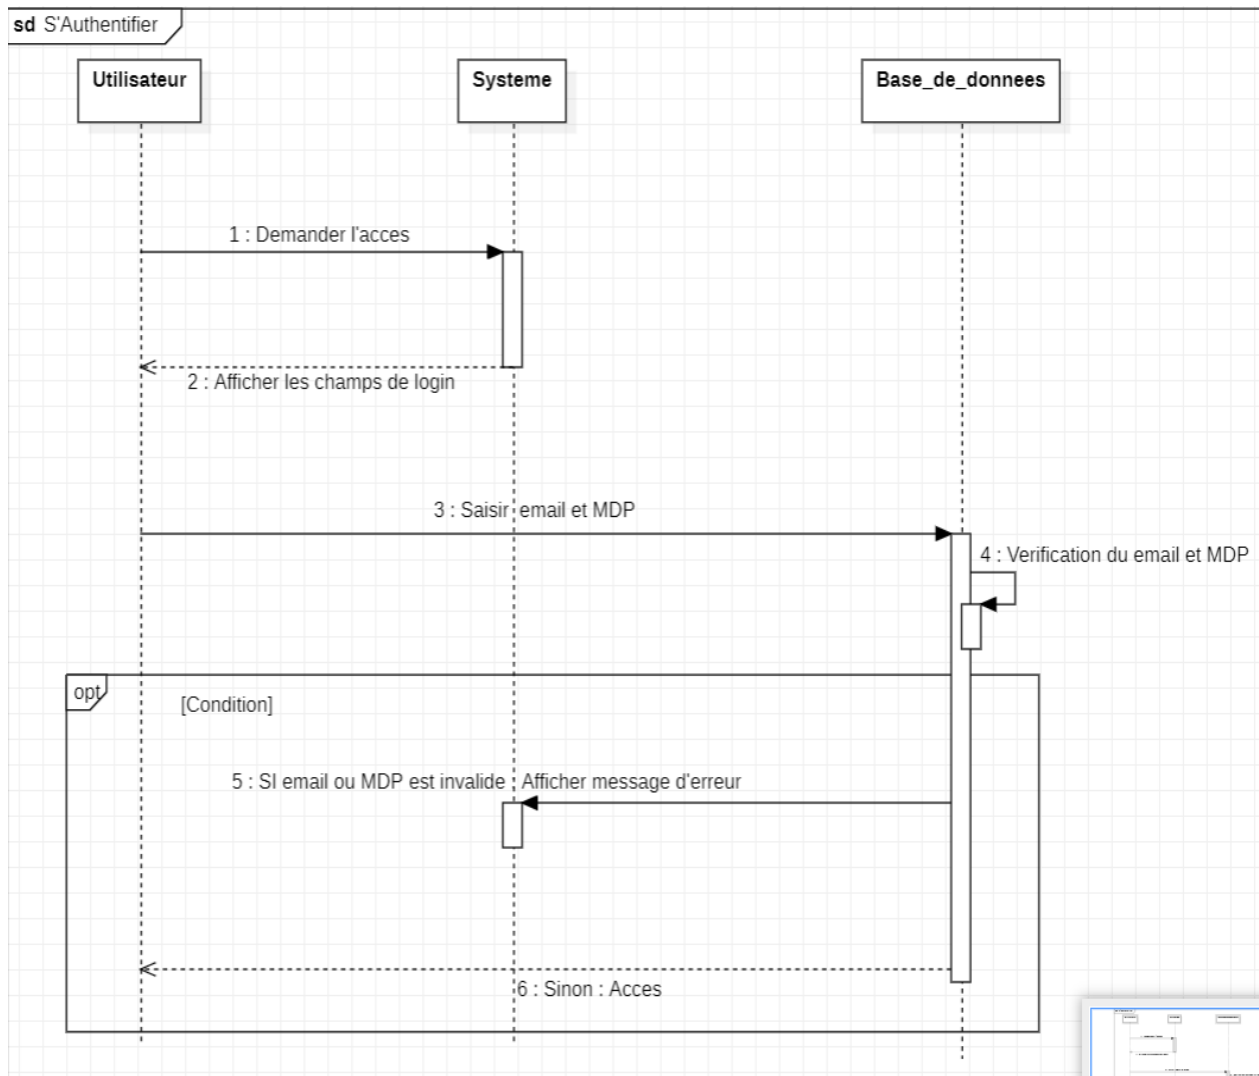 sd S'Authentifier
Utilisateur
Systeme
Base_de_donnees
1 : Demander l'acces
2 : Afficher les champs de login
3 : Saisir email et MDP
4 : Verification du email et MDP
opt
[Condition]
5 : SI email ou MDP est invalide : Afficher message d'erreur
6 : Sinon : Acces